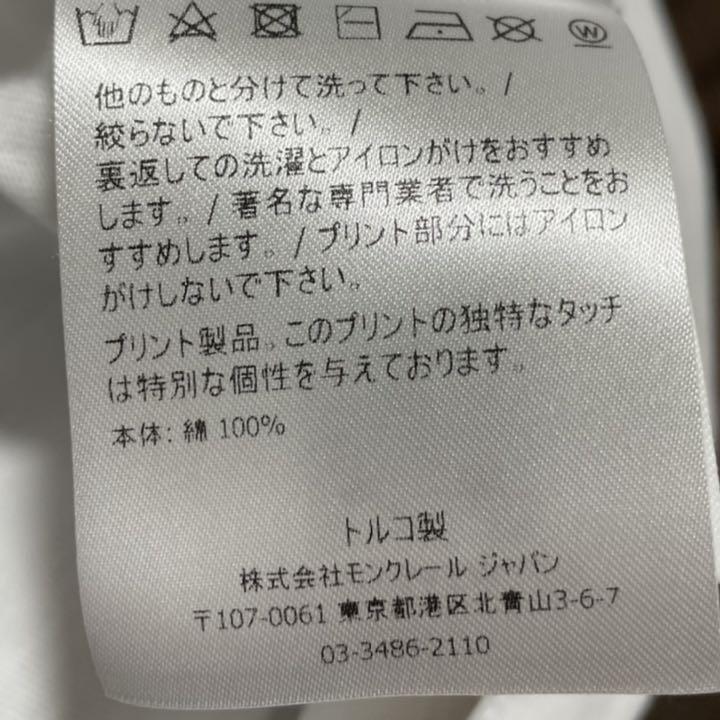 W
他のものと分けて洗って下さい。/
絞らないで下さい。/
裏返しての洗濯とアイロンがけをおすすめ
します。/ 著名な専門業者で洗うことをお
すすめします。/ プリント部分にはアイロン
がけしないで下さい。
プリント製品。このプリントの独特なタッチ
は特別な個性を与えております。
本体: 綿 100%
トルコ製
株式会社モンクレール ジャパン
〒107-0061 東京都港区北青山3-6-7
03-3486-2110